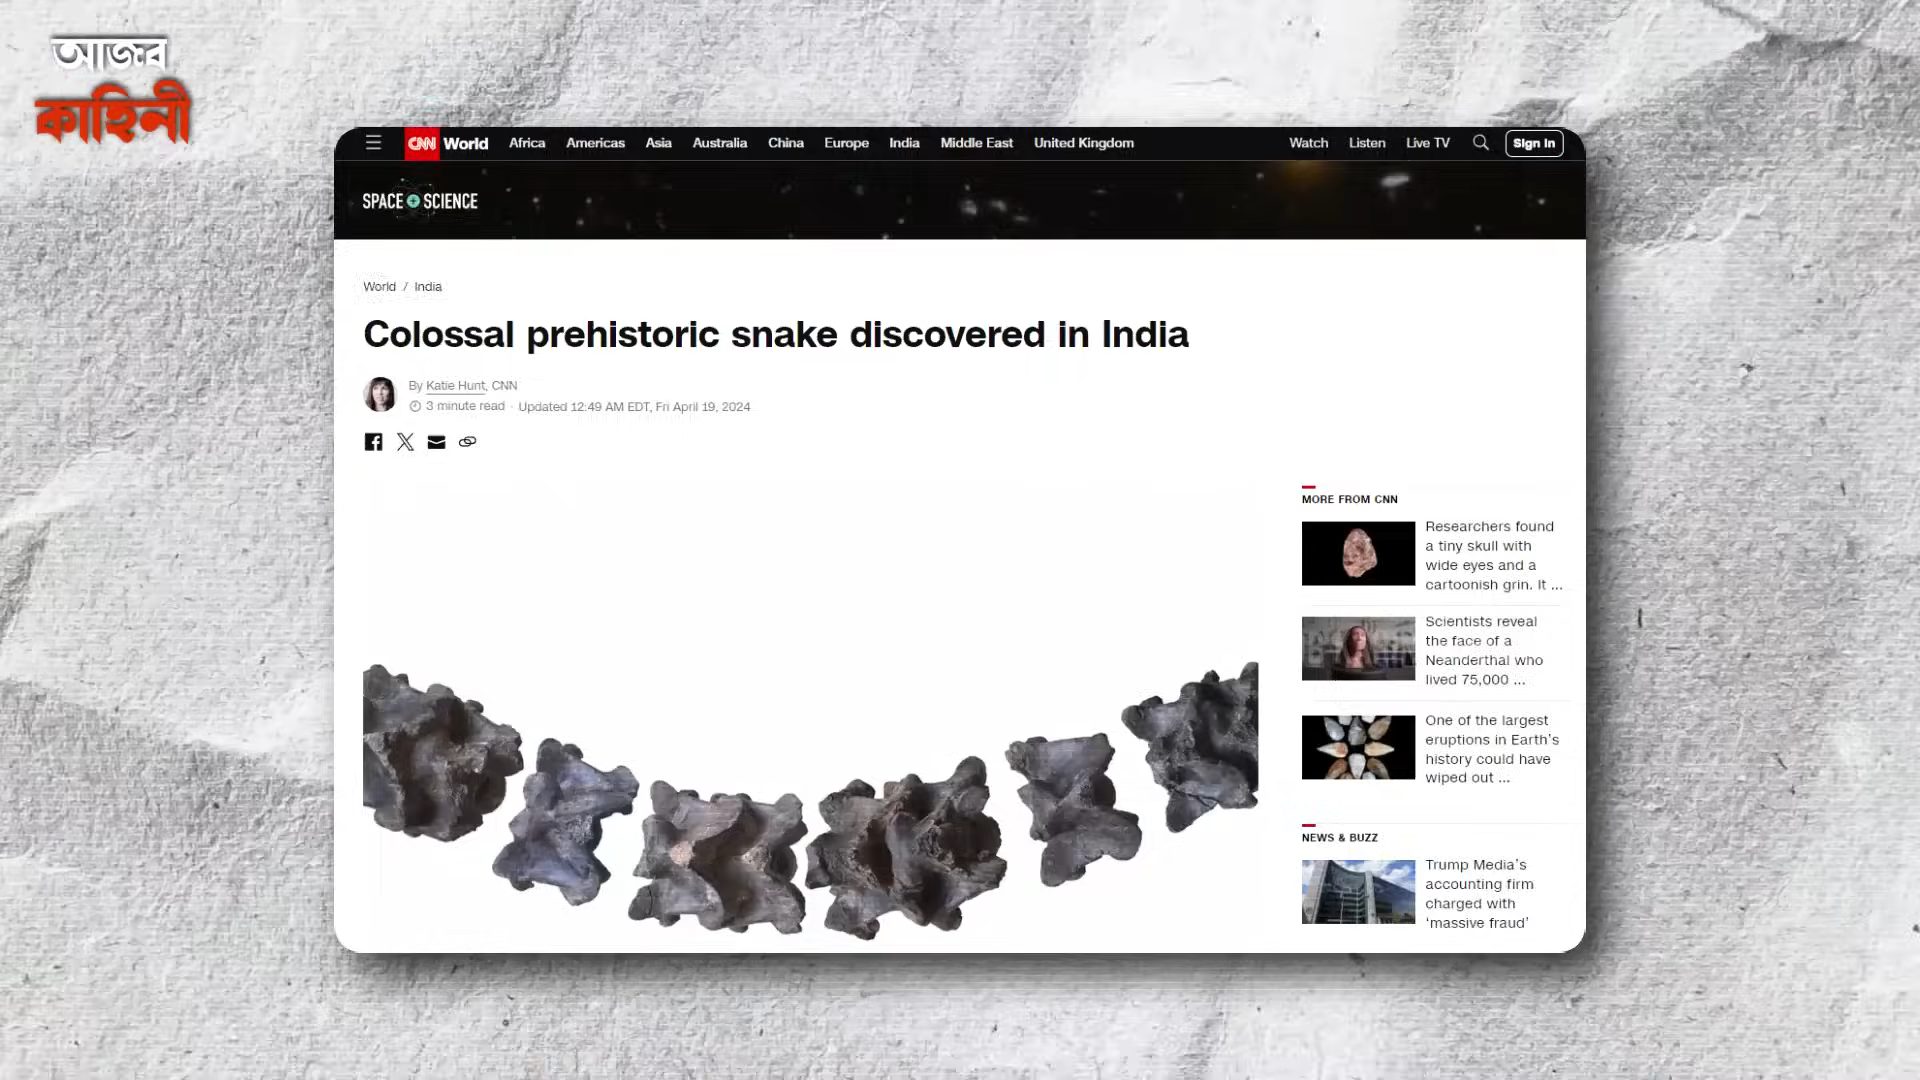 আজব
কাহিনী
CNN World Africa Americas Asia Australia China Europe India Middle East United Kingdom Watch Listen Live TV Sign in
SPACE + SCIENCE
World / India
Colossal prehistoric snake discovered in India
By Katie Hunt, CNN
3 minute read · Updated 12:49 AM EDT, Fri April 19, 2024
MORE FROM CNN
Researchers found
a tiny skull with
wide eyes and a
cartoonish grin. It ...
Scientists reveal
the face of a
Neanderthal who
lived 75,000 ...
One of the largest
eruptions in Earth's
history could have
wiped out ...
NEWS & BUZZ
Trump Media's
accounting firm
charged with
'massive fraud'